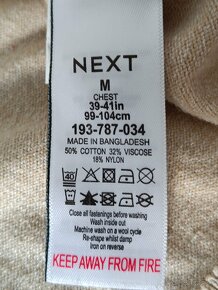 NEXT
M
CHEST
39-41in
99-104cm
193-787-034
MADE IN BANGLADESH
50% COTTON 32% VISCOSE
18% NYLON
40
Close all fastenings before washing
Wash inside out
Machine wash on a wool cycle
Re-shape whilst damp
Iron on reverse
KEEP AWAY FROM FIRE